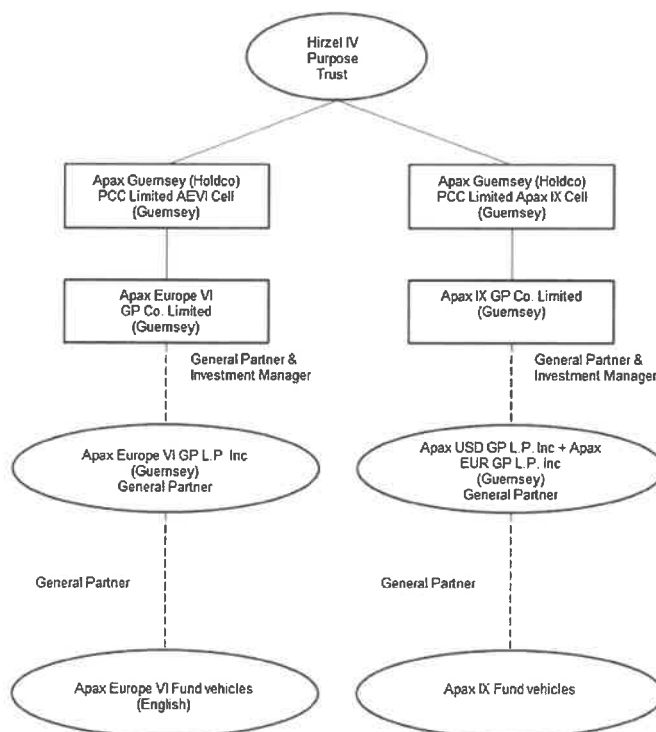 Hirzel IV
Purpose
Trust
Apax Guernsey (Holdco)
PCC Limited AEVI Cell
(Guernsey)
Apax Guernsey (Holdco)
PCC Limited Apax IX Cell
(Guernsey)
Apax Europe VI
GP Co. Limited
(Guernsey)
Apax IX GP Co. Limited
(Guernsey)
General Partner &
Investment Manager
General Partner &
Investment Manager
Apax Europe VI GP L.P. Inc
(Guernsey)
General Partner
Apax USD GP L.P. Inc + Apax
EUR GP L.P. Inc
(Guernsey)
General Partner
General Partner
General Partner
Apax Europe VI Fund vehicles
(English)
Apax IX Fund vehicles